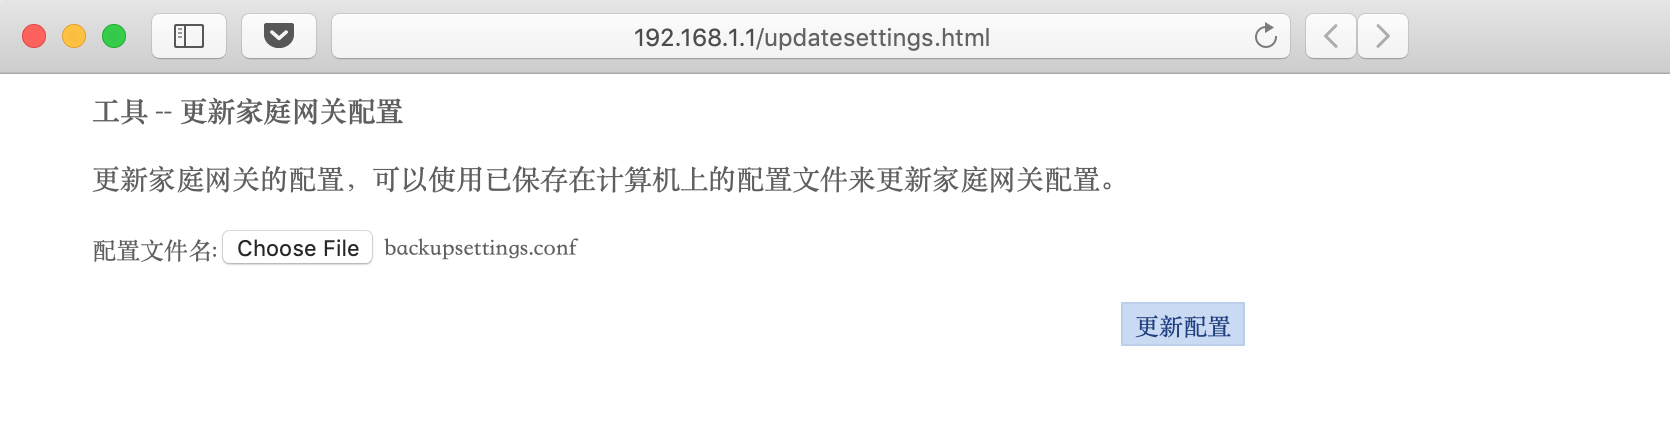 192.168.1.1/updatesettings.html
工具 -- 更新家庭网关配置
更新家庭网关的配置，可以使用已保存在计算机上的配置文件来更新家庭网关配置。
配置文件名: Choose File backupsettings.conf
更新配置